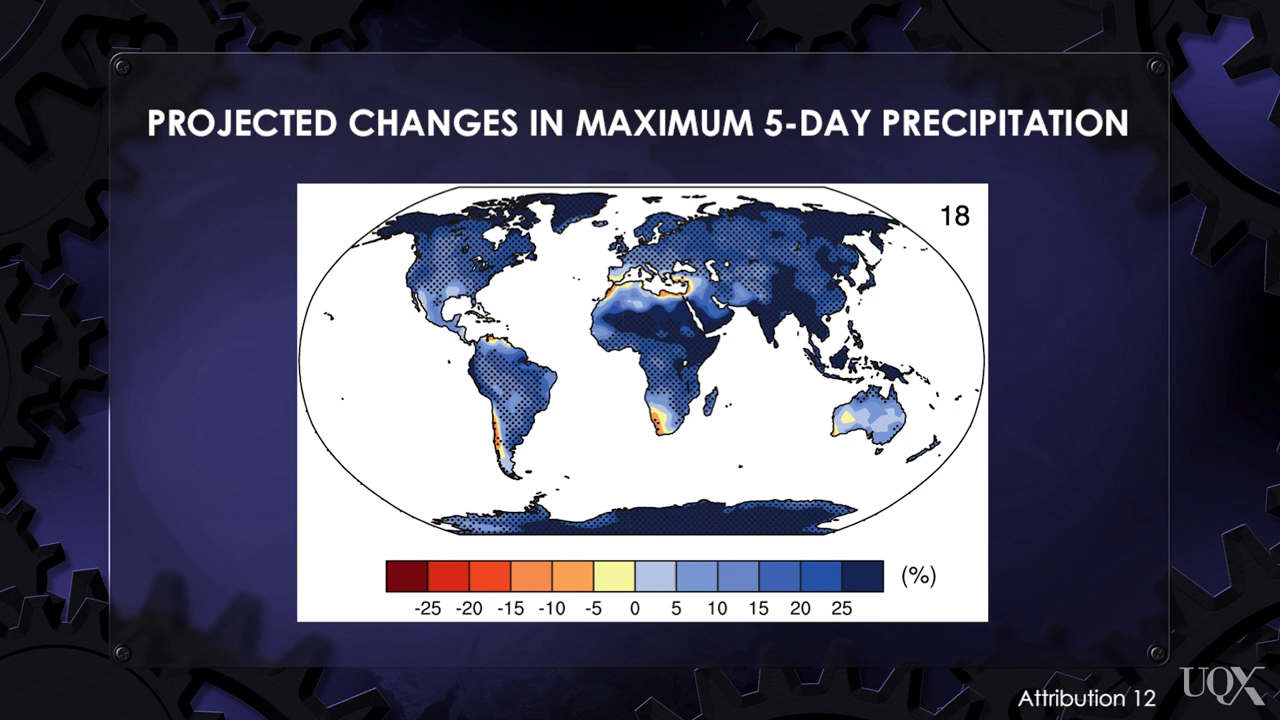 PROJECTED CHANGES IN MAXIMUM 5-DAY PRECIPITATION
18
(%)
-25 -20 -15 -10 -5 0 5 10 15 20 25
Attribution 12
UQX